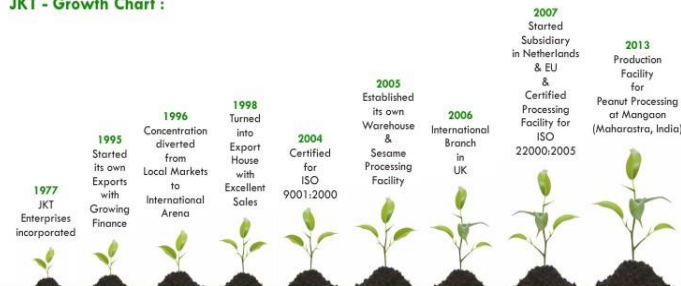 JKT - Growth Chart :
1977
JKT
Enterprises
incorporated
1995
Started
its own
Exports
with
Growing
Finance
1996
Concentration
diverted
from
Local Markets
to
International
Arena
1998
Turned
into
Export
House
with
Excellent
Sales
2004
Certified
for
ISO
9001:2000
2005
Established
its own
Warehouse
&
Sesame
Processing
Facility
2006
International
Branch
in
UK
2007
Started
Subsidiary
in Netherlands
& EU
&
Certified
Processing
Facility for
ISO
22000:2005
2013
Production
Facility
for
Peanut Processing
at Mangaon
(Maharastra, India)